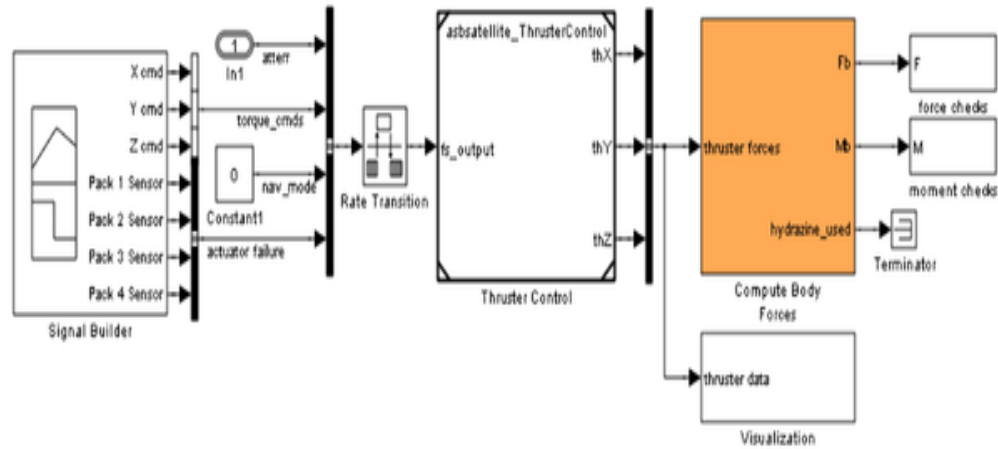 X cmd
Y cmd
Z cmd
Pack 1 Sensor
Pack 2 Sensor
Pack 3 Sensor
Pack 4 Sensor
Signal Builder
1
In1
atterr
torque_cmds
0
nav_mode
Constant1
actuator failure
Rate Transition
asbsatellite_ThrusterControl
fs_output
thX
thY
thZ
Thruster Control
thruster forces
Fb
Mb
hydrazine_used
Compute Body
Forces
F
force checks
M
moment checks
Terminator
thruster data
Visualization